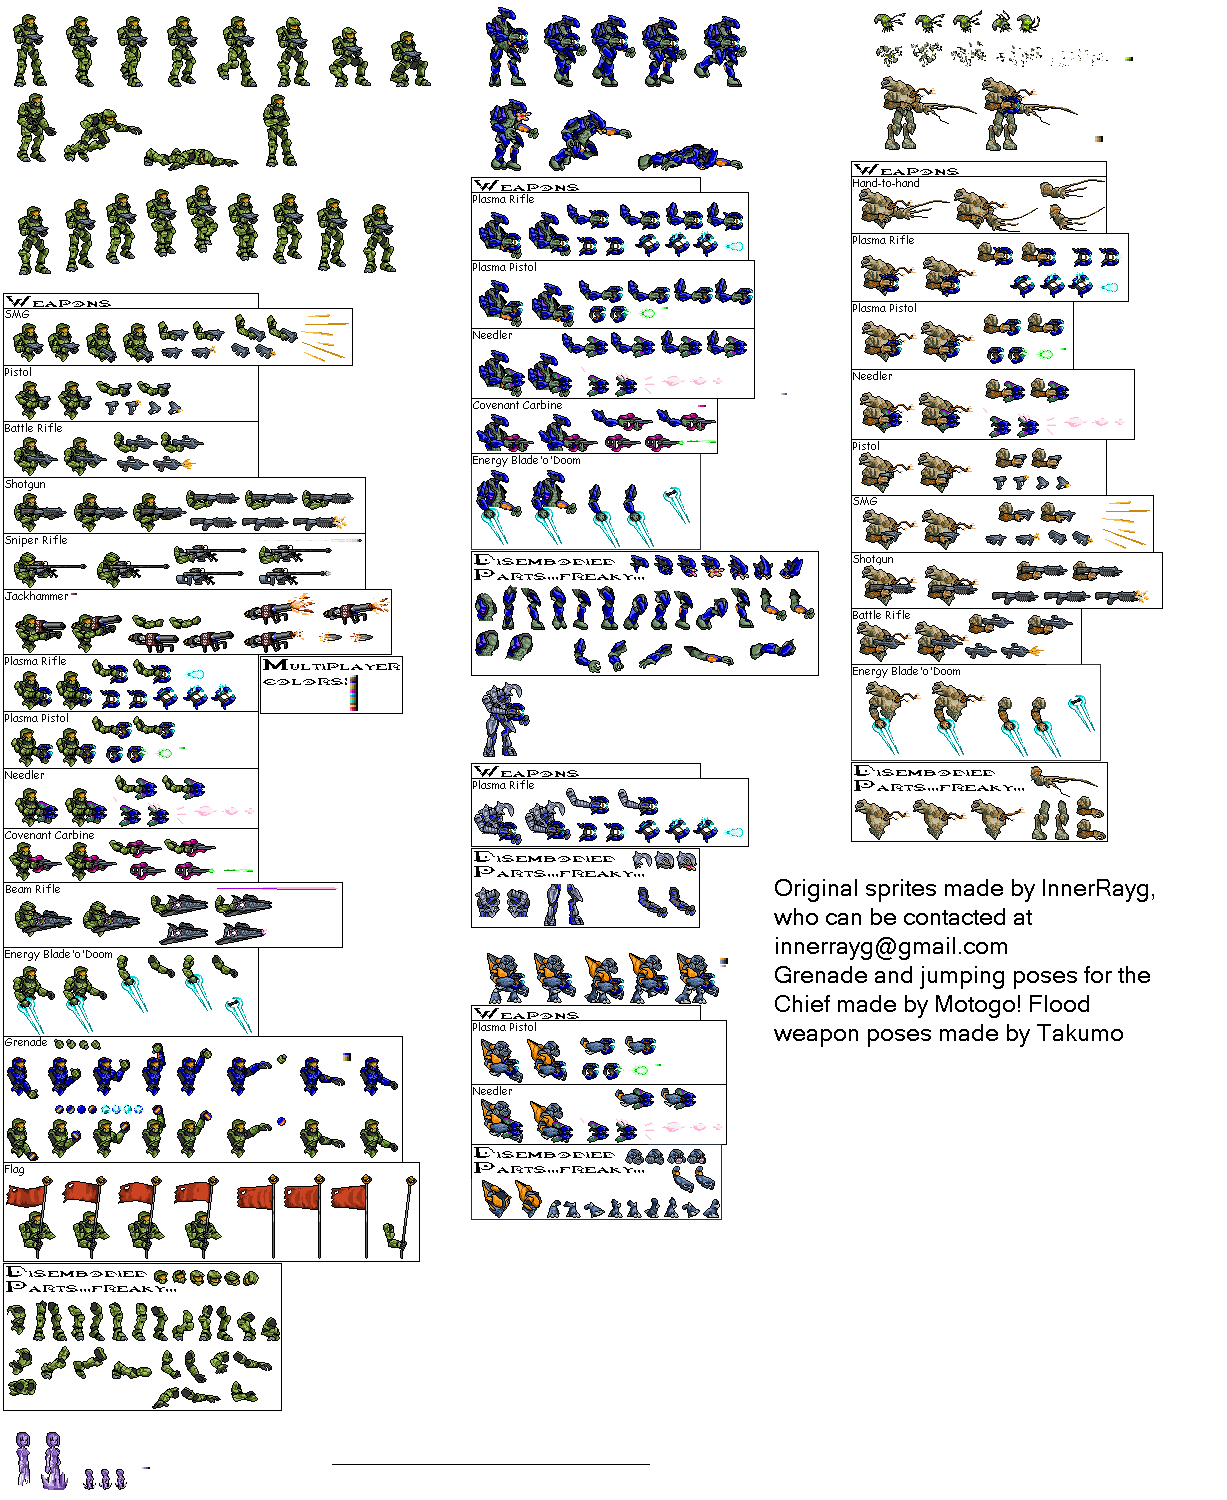 Weapons
SMG
Pistol
Battle Rifle
Shotgun
Sniper Rifle
Jackhammer
Plasma Rifle
Multiplayer
colors:
Plasma Pistol
Needler
Covenant Carbine
Beam Rifle
Energy Blade'o'Doom
Grenade
Flag
Disembodied
Parts...freaky...
Weapons
Plasma Rifle
Plasma Pistol
Needler
Covenant Carbine
Energy Blade'o'Doom
Disembodied
Parts...freaky...
Weapons
Plasma Rifle
Disembodied
Parts...freaky...
Weapons
Plasma Pistol
Needler
Disembodied
Parts...freaky...
Weapons
Hand-to-hand
Plasma Rifle
Plasma Pistol
Needler
Pistol
SMG
Shotgun
Battle Rifle
Energy Blade'o'Doom
Disembodied
Parts...freaky...
Original sprites made by InnerRayg,
who can be contacted at
innerrayg@gmail.com
Grenade and jumping poses for the
Chief made by Motogo! Flood
weapon poses made by Takumo